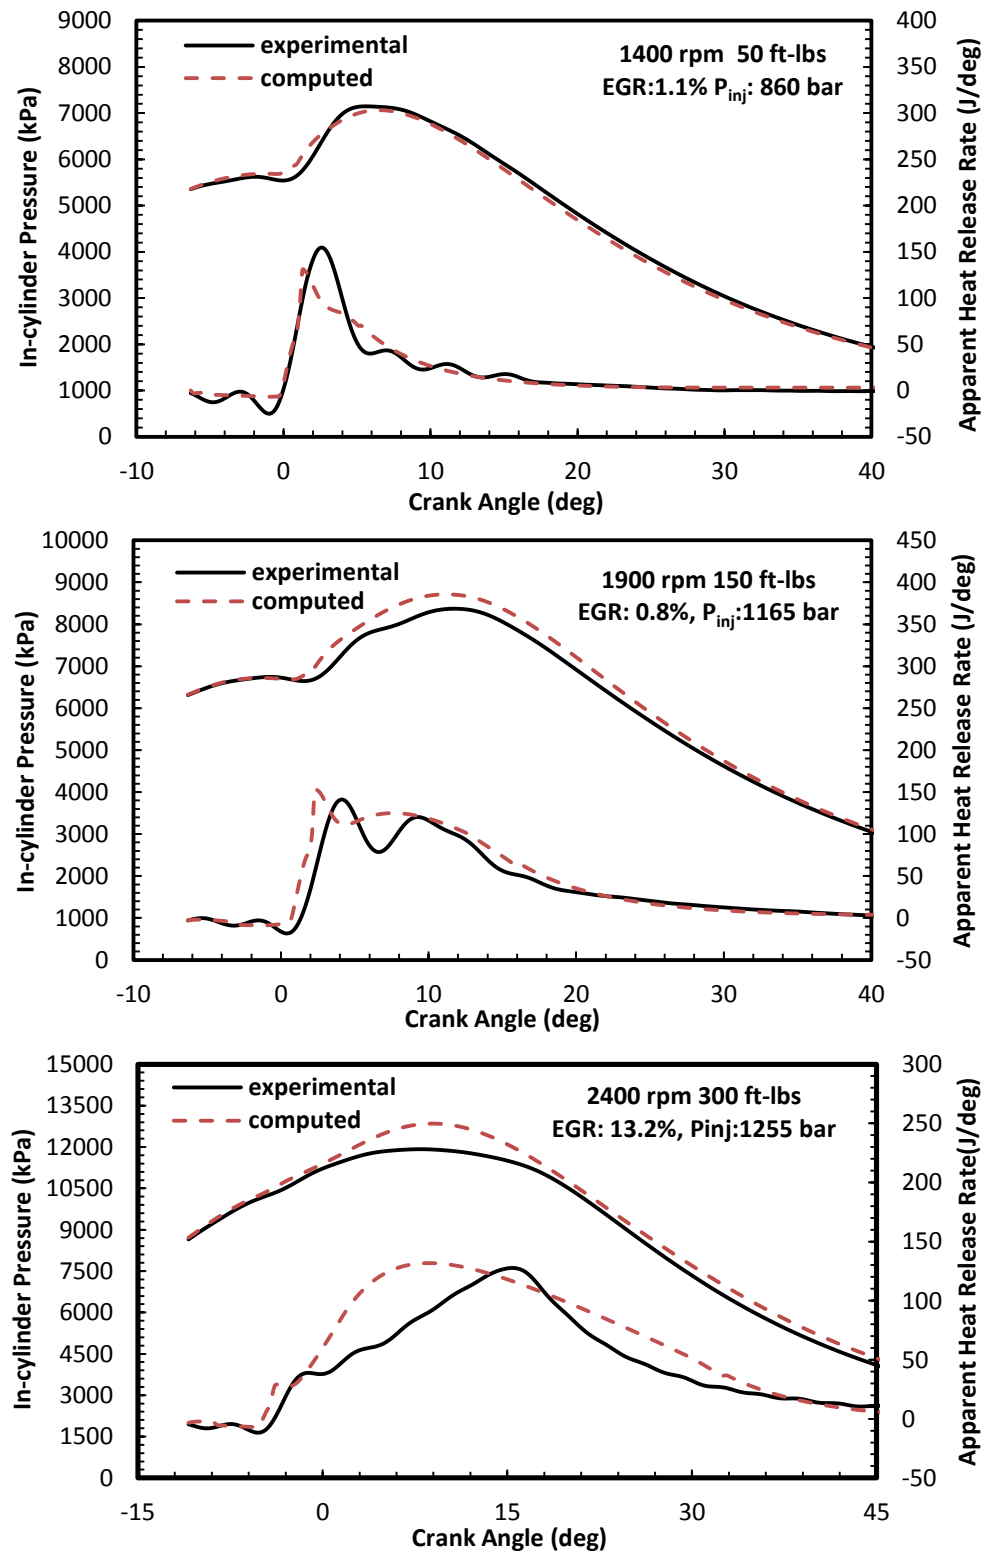 experimental
computed
1400 rpm 50 ft-lbs
EGR:1.1% Pinj: 860 bar
In-cylinder Pressure (kPa)
9000
8000
7000
6000
5000
4000
3000
2000
1000
0
Apparent Heat Release Rate (J/deg)
400
350
300
250
200
150
100
50
0
-50
-10 0 10 20 30 40
Crank Angle (deg)
experimental
computed
1900 rpm 150 ft-lbs
EGR: 0.8%, Pinj:1165 bar
In-cylinder Pressure (kPa)
10000
9000
8000
7000
6000
5000
4000
3000
2000
1000
0
Apparent Heat Release Rate (J/deg)
450
400
350
300
250
200
150
100
50
0
-50
-10 0 10 20 30 40
Crank Angle (deg)
experimental
computed
2400 rpm 300 ft-lbs
EGR: 13.2%, Pinj:1255 bar
In-cylinder Pressure (kPa)
15000
13500
12000
10500
9000
7500
6000
4500
3000
1500
0
Apparent Heat Release Rate(J/deg)
300
250
200
150
100
50
0
-50
-15 0 15 30 45
Crank Angle (deg)